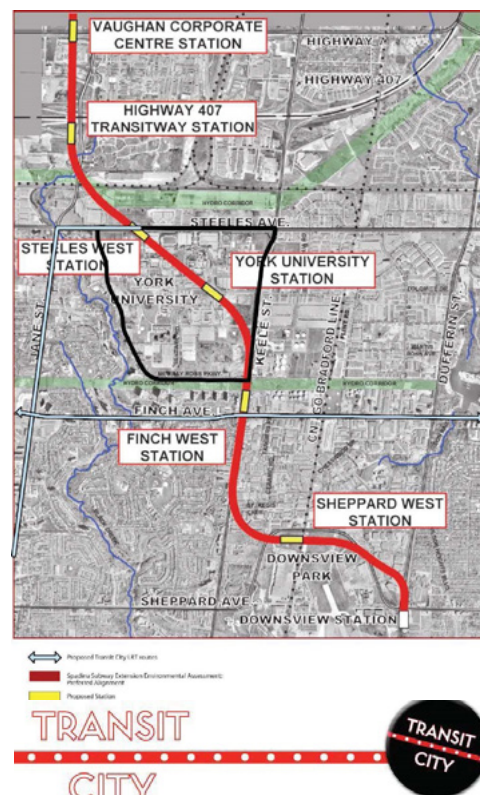 VAUGHAN CORPORATE
CENTRE STATION
HIGHWAY 7
HIGHWAY 407
HIGHWAY 407
TRANSITWAY STATION
HYDRO CORRIDOR
STEELES AVE.
STEELES WEST
STATION
YORK UNIVERSITY
STATION
YORK
UNIVERSITY
JANE ST.
KEELE ST.
CN/GO BRADFORD LINE
DUFFERIN ST.
HYDRO CORRIDOR
HYDRO CORRIDOR
FINCH AVE
FINCH WEST
STATION
SHEPPARD WEST
STATION
DOWNSVIEW
PARK
SHEPPARD AVE
DOWNSVIEW STATION
Proposed Transit City LRT routes
Spadina Subway Extension Environmental Assessment:
Preferred Alignment
Proposed Station
TRANSIT
CITY
TRANSIT
CITY